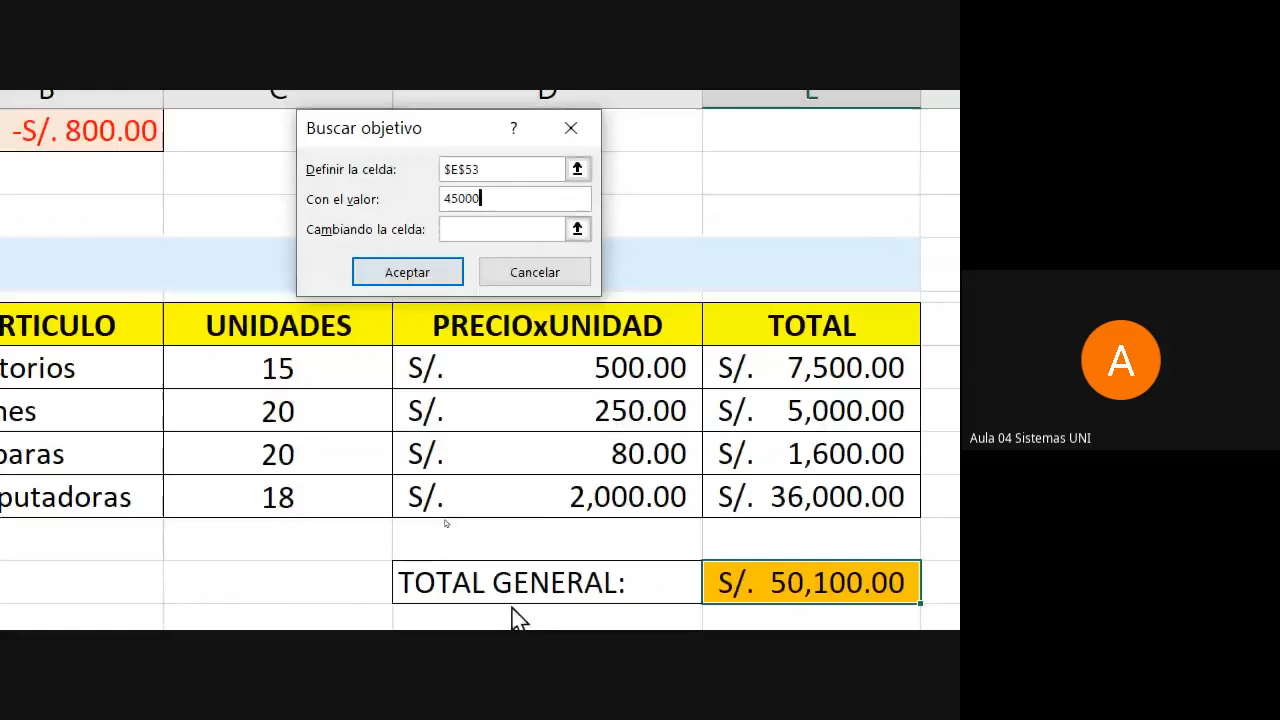 B C D E
-S/. 800.00
Buscar objetivo ?
Definir la celda: $E$53
Con el valor: 45000
Cambiando la celda:
Aceptar Cancelar
RTICULO UNIDADES PRECIOxUNIDAD TOTAL
torios 15 S/. 500.00 S/. 7,500.00
nes 20 S/. 250.00 S/. 5,000.00
paras 20 S/. 80.00 S/. 1,600.00
putadoras 18 S/. 2,000.00 S/. 36,000.00
TOTAL GENERAL: S/. 50,100.00
A
Aula 04 Sistemas UNI